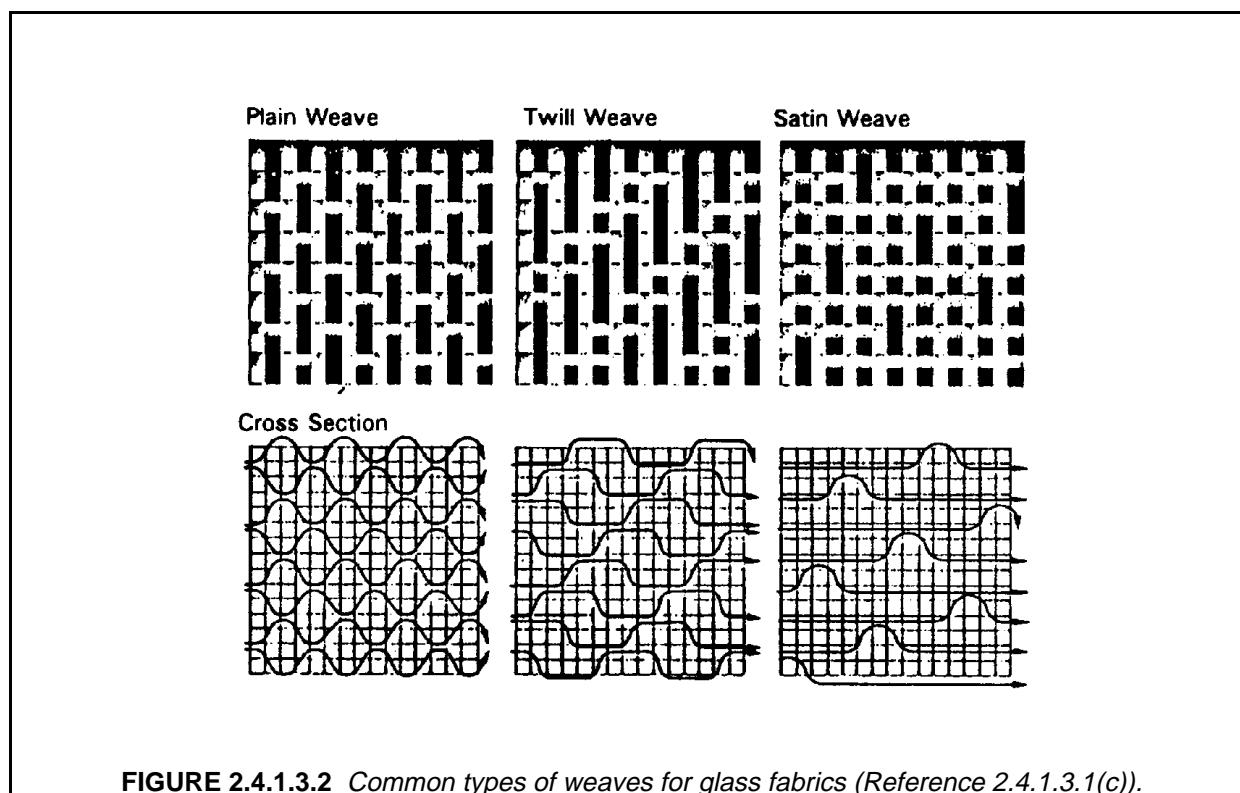 Plain Weave
Twill Weave
Satin Weave
Cross Section
FIGURE 2.4.1.3.2 Common types of weaves for glass fabrics (Reference 2.4.1.3.1(c)).